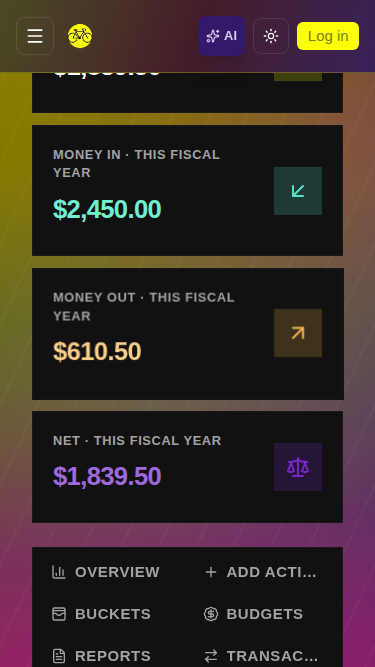 AI
Log in
MONEY IN · THIS FISCAL
YEAR
$2,450.00
MONEY OUT · THIS FISCAL
YEAR
$610.50
NET · THIS FISCAL YEAR
$1,839.50
OVERVIEW
ADD ACTI...
BUCKETS
BUDGETS
REPORTS
TRANSAC...